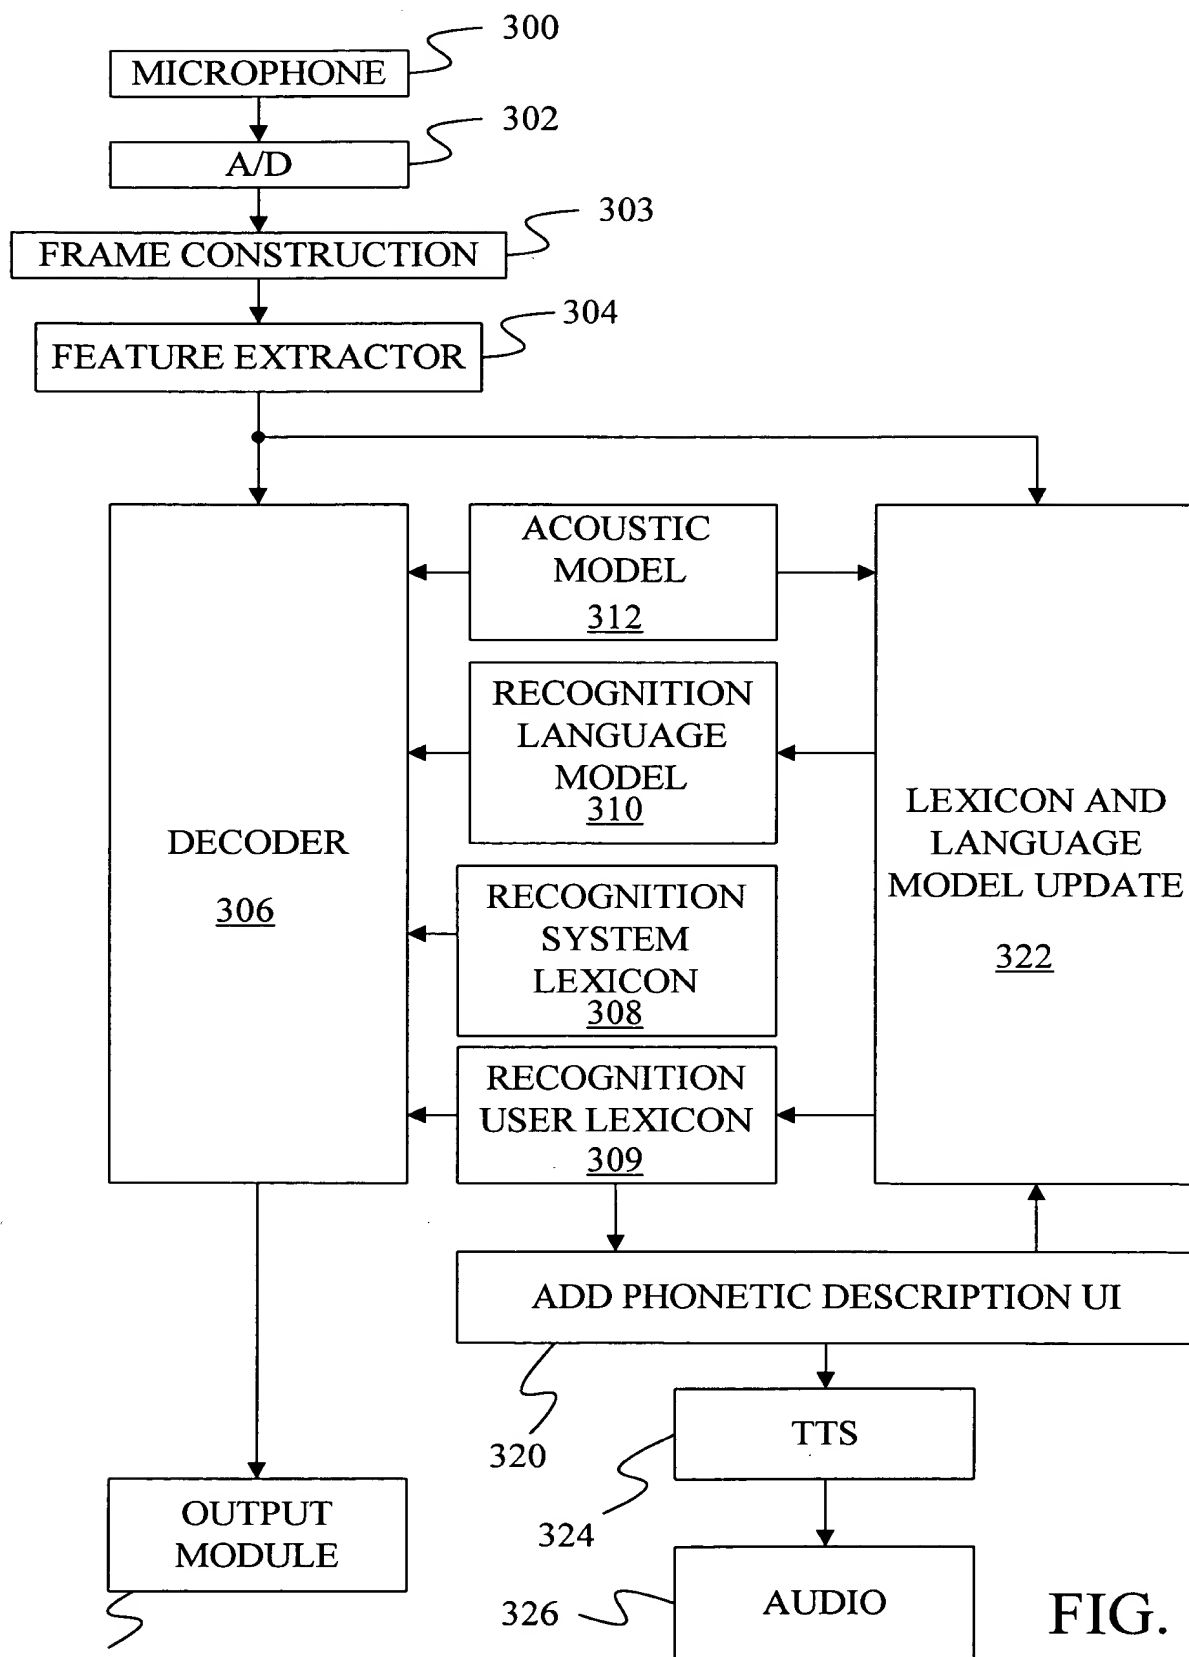 300
MICROPHONE
302
A/D
303
FRAME CONSTRUCTION
304
FEATURE EXTRACTOR
ACOUSTIC
MODEL
312
RECOGNITION
LANGUAGE
MODEL
310
DECODER
306
LEXICON AND
LANGUAGE
MODEL UPDATE
322
RECOGNITION
SYSTEM
LEXICON
308
RECOGNITION
USER LEXICON
309
ADD PHONETIC DESCRIPTION UI
320
TTS
324
OUTPUT
MODULE
AUDIO
326
FIG.